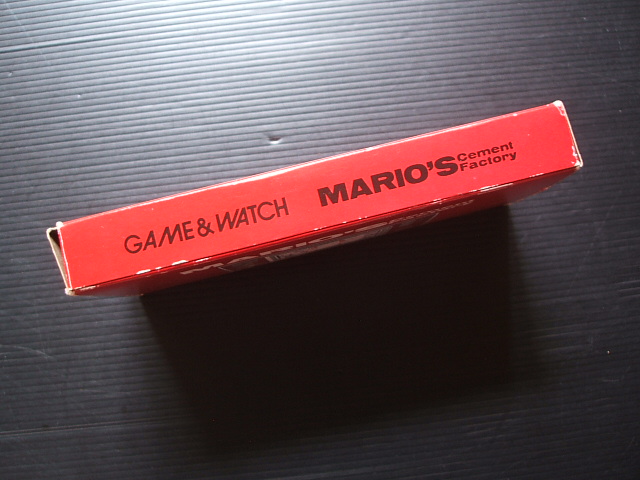 GAME & WATCH MARIO'S Cement
Factory